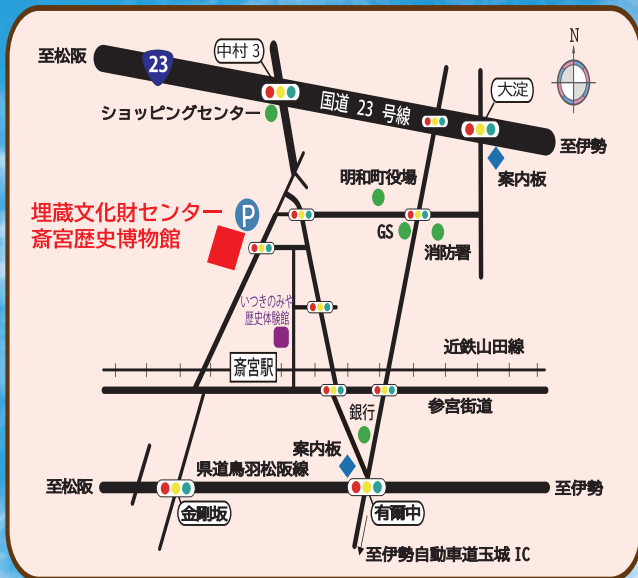 中村3
N
至松阪
23
国道 23 号線
大淀
ショッピングセンター
至伊勢
案内板
明和町役場
埋蔵文化財センター
斎宮歴史博物館
P
GS
消防署
いつきのみや
歴史体験館
近鉄山田線
斎宮駅
参宮街道
銀行
案内板
県道鳥羽松阪線
至松阪
至伊勢
金剛坂
有爾中
至伊勢自動車道玉城 IC